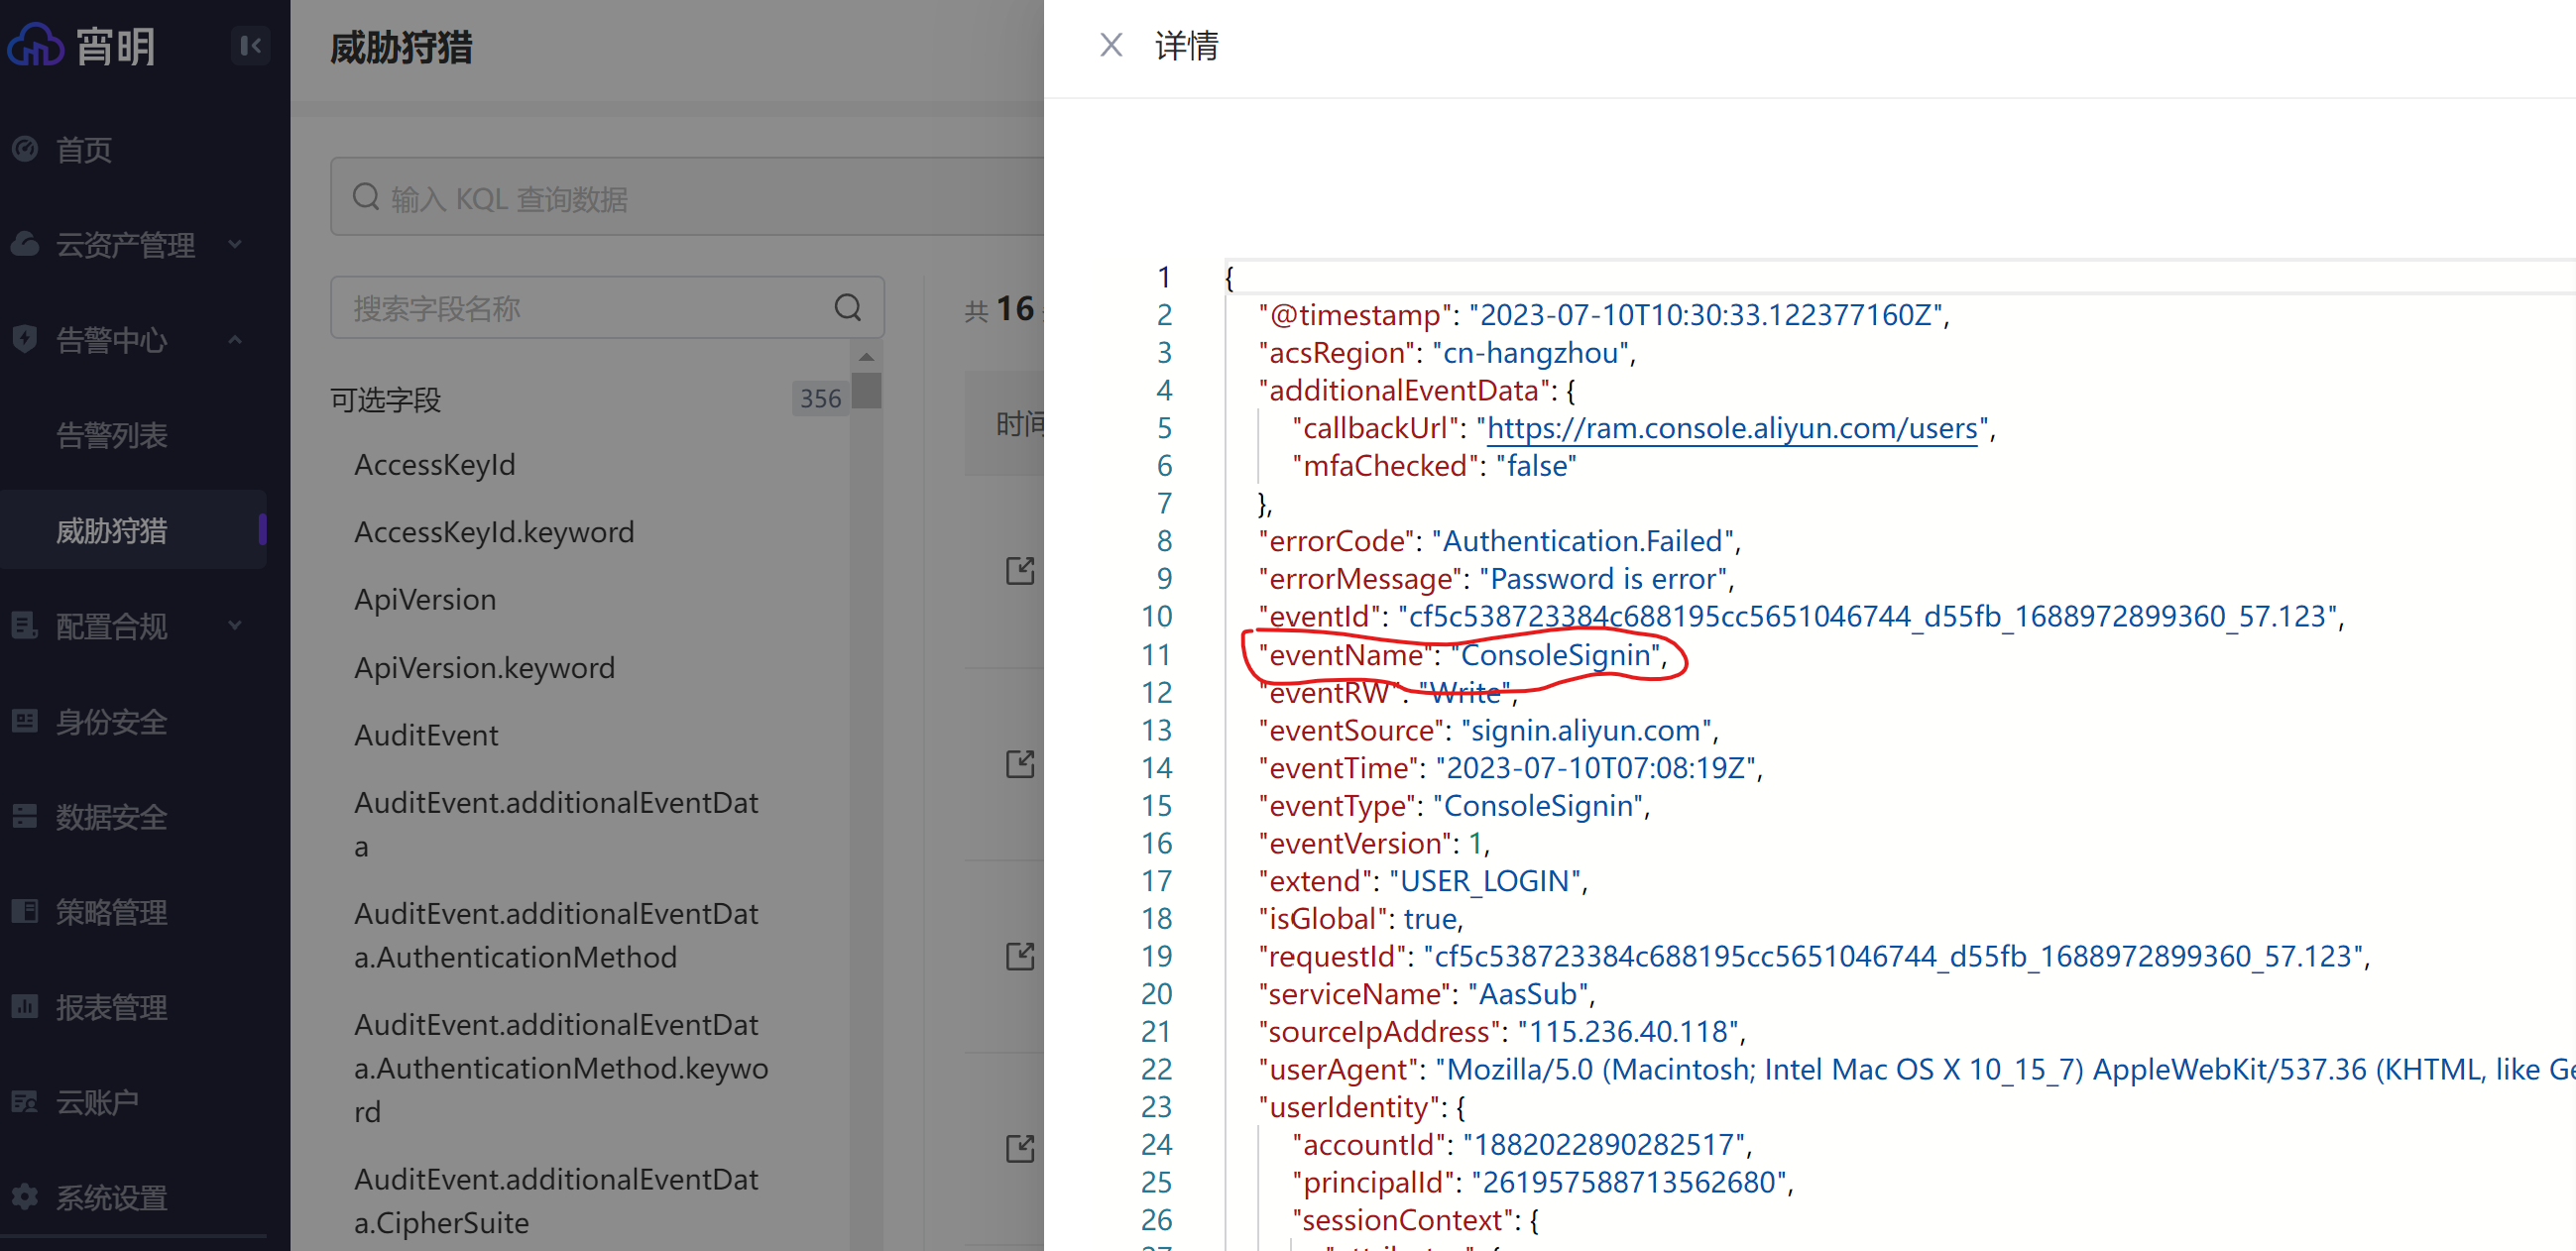 宵明
首页
云资产管理
告警中心
告警列表
威胁狩猎
配置合规
身份安全
数据安全
策略管理
报表管理
云账户
系统设置
威胁狩猎
输入 KQL 查询数据
搜索字段名称
可选字段 356
AccessKeyId
AccessKeyId.keyword
ApiVersion
ApiVersion.keyword
AuditEvent
AuditEvent.additionalEventDat
a
AuditEvent.additionalEventDat
a.AuthenticationMethod
AuditEvent.additionalEventDat
a.AuthenticationMethod.keywo
rd
AuditEvent.additionalEventDat
a.CipherSuite
共 16
时间
详情
1 {
2 "@timestamp": "2023-07-10T10:30:33.122377160Z",
3 "acsRegion": "cn-hangzhou",
4 "additionalEventData": {
5 "callbackUrl": "https://ram.console.aliyun.com/users",
6 "mfaChecked": "false"
7 },
8 "errorCode": "Authentication.Failed",
9 "errorMessage": "Password is error",
10 "eventId": "cf5c538723384c688195cc5651046744_d55fb_1688972899360_57.123",
11 "eventName": "ConsoleSignin",
12 "eventRW": "Write",
13 "eventSource": "signin.aliyun.com",
14 "eventTime": "2023-07-10T07:08:19Z",
15 "eventType": "ConsoleSignin",
16 "eventVersion": 1,
17 "extend": "USER_LOGIN",
18 "isGlobal": true,
19 "requestId": "cf5c538723384c688195cc5651046744_d55fb_1688972899360_57.123",
20 "serviceName": "AasSub",
21 "sourceIpAddress": "115.236.40.118",
22 "userAgent": "Mozilla/5.0 (Macintosh; Intel Mac OS X 10_15_7) AppleWebKit/537.36 (KHTML, like Ge
23 "userIdentity": {
24 "accountId": "1882022890282517",
25 "principalId": "261957588713562680",
26 "sessionContext": {